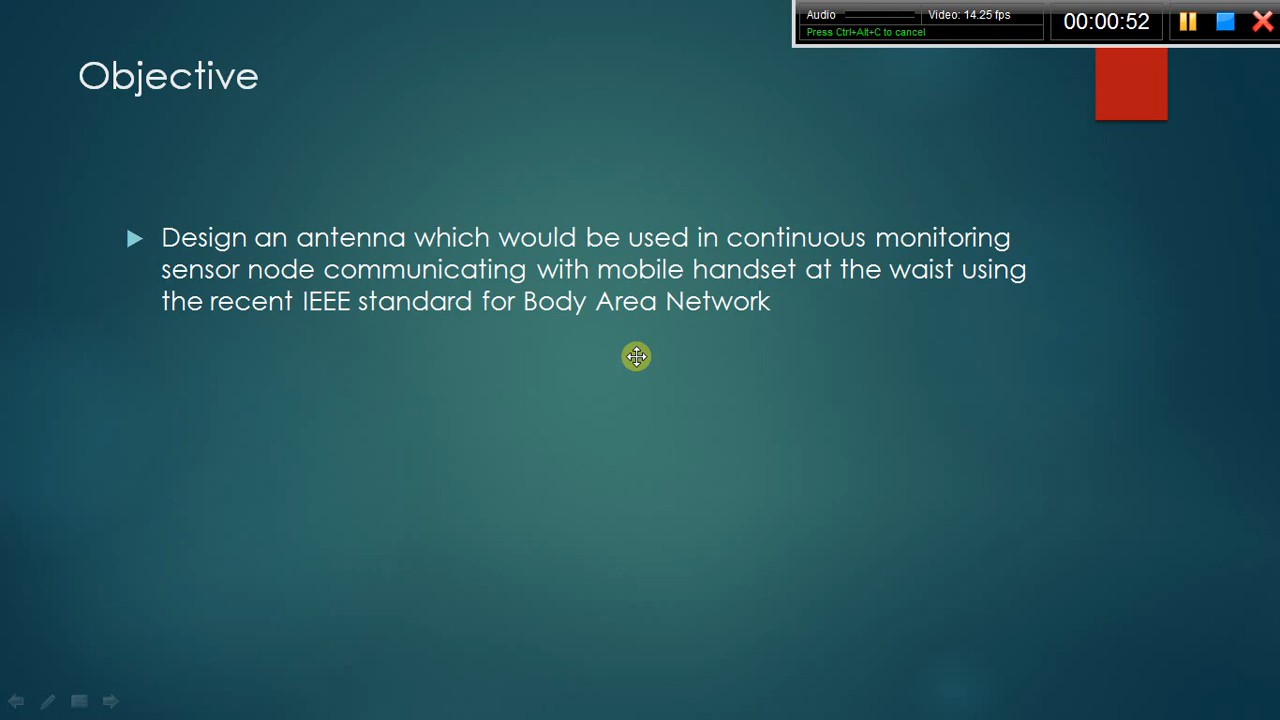 Audio
Video: 14.25 fps
00:00:52
Press Ctrl+Alt+C to cancel
Objective
Design an antenna which would be used in continuous monitoring
sensor node communicating with mobile handset at the waist using
the recent IEEE standard for Body Area Network